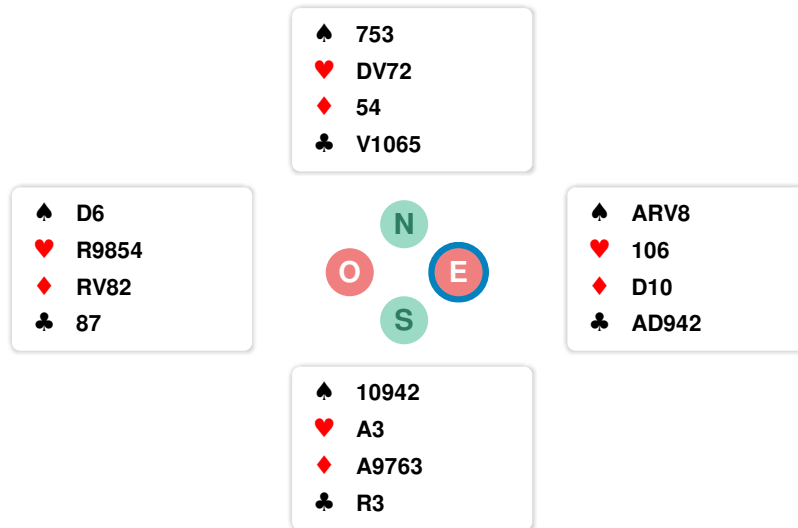 ♠ 753
♥ DV72
♦ 54
♣ V1065
♠ D6
♥ R9854
♦ RV82
♣ 87
N
O E
S
♠ ARV8
♥ 106
♦ D10
♣ AD942
♠ 10942
♥ A3
♦ A9763
♣ R3